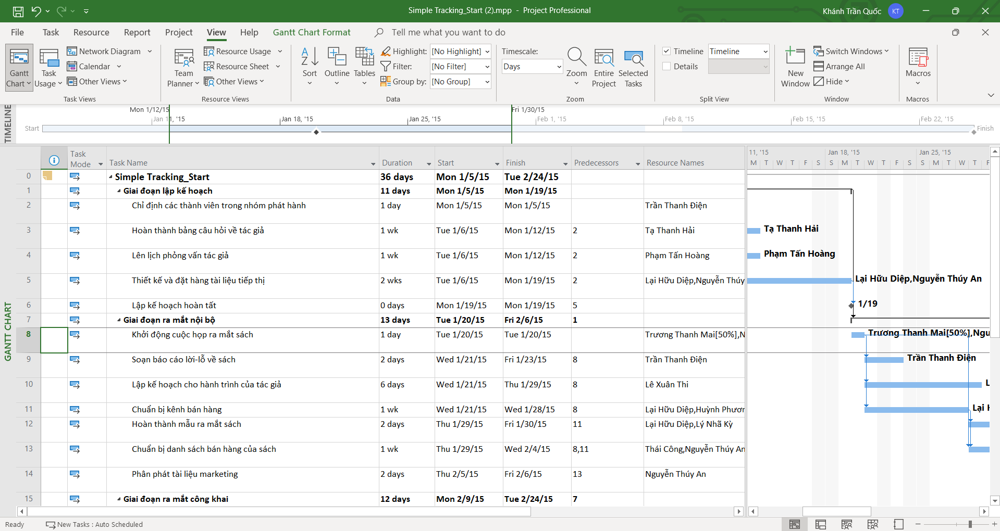 Simple Tracking_Start (2).mpp - Project Professional
Khánh Trần Quốc KT
File Task Resource Report Project View Help Gantt Chart Format Tell me what you want to do
Gantt Chart
Task Usage
Network Diagram
Calendar
Other Views
Task Views
Team Planner
Resource Usage
Resource Sheet
Other Views
Resource Views
Sort
Outline
Tables
Highlight: [No Highlight]
Filter: [No Filter]
Group by: [No Group]
Data
Timescale:
Days
Zoom
Entire Project
Selected Tasks
Zoom
Timeline Timeline
Details
Split View
New Window
Switch Windows
Arrange All
Hide
Window
Macros
Macros
TIMELINE
Mon 1/12/15 Fri 1/30/15
Jan 11, '15 Jan 18, '15 Jan 25, '15 Feb 1, '15 Feb 8, '15 Feb 15, '15 Feb 22, '15
Start Finish
GANTT CHART
Task Mode Task Name Duration Start Finish Predecessors Resource Names
11, '15 Jan 18, '15 Jan 25, '15
M T W T F S S M T W T F S S M T W T F
0 Simple Tracking_Start 36 days Mon 1/5/15 Tue 2/24/15
1 Giai đoạn lập kế hoạch 11 days Mon 1/5/15 Mon 1/19/15
2 Chỉ định các thành viên trong nhóm phát hành 1 day Mon 1/5/15 Mon 1/5/15 Trần Thanh Điện
3 Hoàn thành bảng câu hỏi về tác giả 1 wk Tue 1/6/15 Mon 1/12/15 2 Tạ Thanh Hải Tạ Thanh Hải
4 Lên lịch phỏng vấn tác giả 1 wk Tue 1/6/15 Mon 1/12/15 2 Phạm Tấn Hoàng Phạm Tấn Hoàng
5 Thiết kế và đặt hàng tài liệu tiếp thị 2 wks Tue 1/6/15 Mon 1/19/15 2 Lại Hữu Diệp,Nguyễn Thúy Lại Hữu Diệp,Nguyễn Thúy An
6 Lập kế hoạch hoàn tất 0 days Mon 1/19/15 Mon 1/19/15 5 1/19
7 Giai đoạn ra mắt nội bộ 13 days Tue 1/20/15 Fri 2/6/15 1
8 Khởi động cuộc họp ra mắt sách 1 day Tue 1/20/15 Tue 1/20/15 Trương Thanh Mai[50%],N Trương Thanh Mai[50%],Ngu
9 Soạn báo cáo lời-lỗ về sách 2 days Wed 1/21/15 Fri 1/23/15 8 Trần Thanh Điện Trần Thanh Điện
10 Lập kế hoạch cho hành trình của tác giả 6 days Wed 1/21/15 Thu 1/29/15 8 Lê Xuân Thi L
11 Chuẩn bị kênh bán hàng 1 wk Wed 1/21/15 Wed 1/28/15 8 Lại Hữu Diệp,Huỳnh Phươn Lại H
12 Hoàn thành mẫu ra mắt sách 2 days Thu 1/29/15 Fri 1/30/15 11 Lại Hữu Diệp,Lý Nhã Kỳ
13 Chuẩn bị danh sách bán hàng của sách 1 wk Thu 1/29/15 Wed 2/4/15 8,11 Thái Công,Nguyễn Thúy An
14 Phân phát tài liệu marketing 2 days Thu 2/5/15 Fri 2/6/15 13 Nguyễn Thúy An
15 Giai đoạn ra mắt công khai 12 days Mon 2/9/15 Tue 2/24/15 7
Ready New Tasks : Auto Scheduled